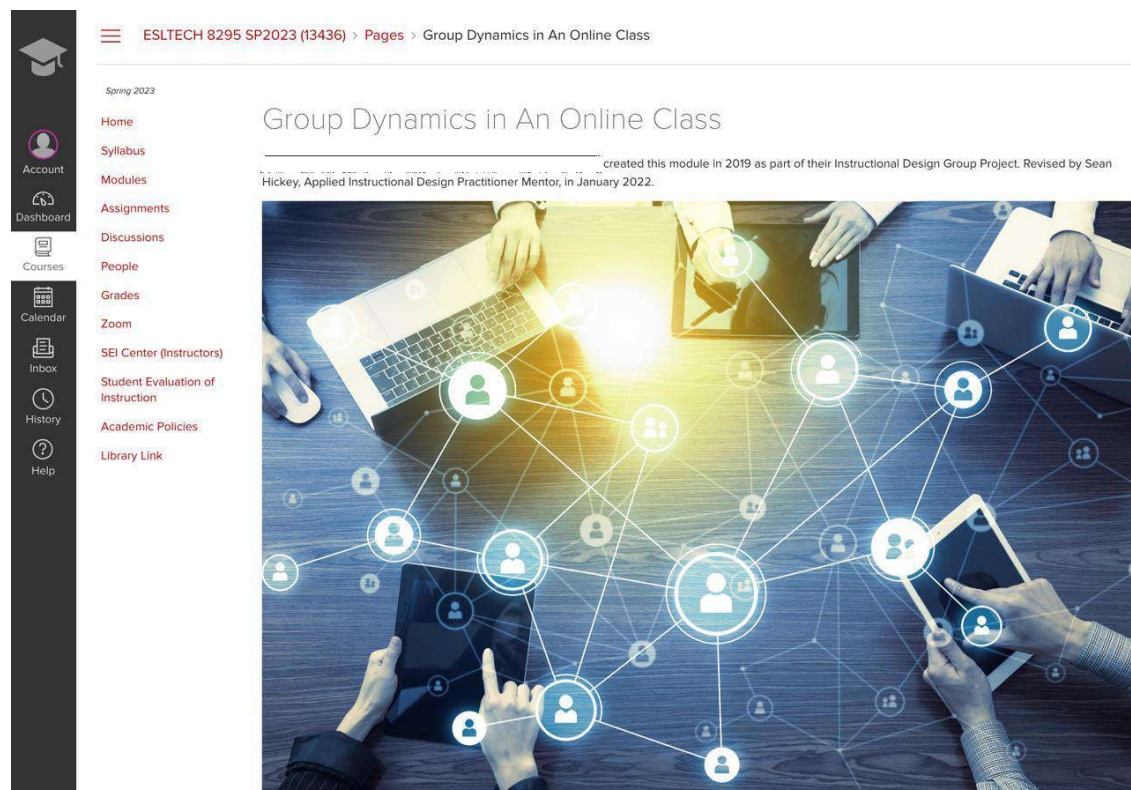 ESLTECH 8295 SP2023 (13436) > Pages > Group Dynamics in An Online Class
Account
Dashboard
Courses
Calendar
Inbox
History
Help
Spring 2023
Home
Syllabus
Modules
Assignments
Discussions
People
Grades
Zoom
SEI Center (Instructors)
Student Evaluation of
Instruction
Academic Policies
Library Link
Group Dynamics in An Online Class
created this module in 2019 as part of their Instructional Design Group Project. Revised by Sean
Hickey, Applied Instructional Design Practitioner Mentor, in January 2022.